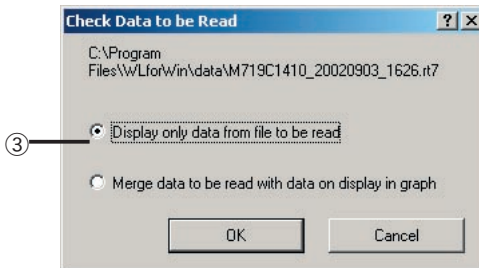 Check Data to be Read
C:\Program
Files\WLforWin\data\M719C1410_20020903_1626.rt7
③
Display only data from file to be read
Merge data to be read with data on display in graph
OK
Cancel